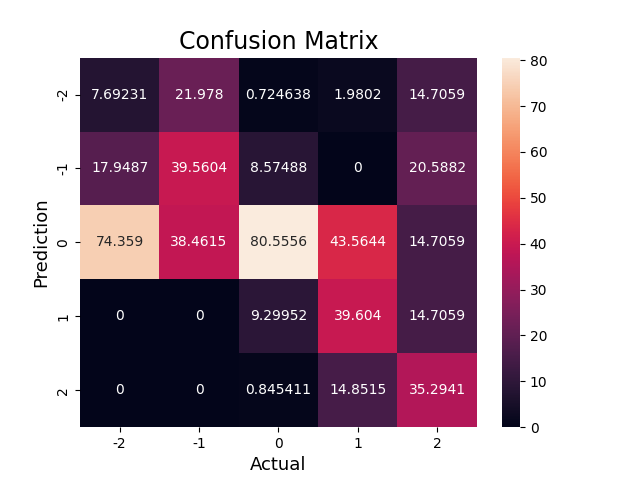 Confusion Matrix
Prediction
-2 7.69231 21.978 0.724638 1.9802 14.7059
-1 17.9487 39.5604 8.57488 0 20.5882
0 74.359 38.4615 80.5556 43.5644 14.7059
1 0 0 9.29952 39.604 14.7059
2 0 0 0.845411 14.8515 35.2941
-2 -1 0 1 2
Actual
80
70
60
50
40
30
20
10
0